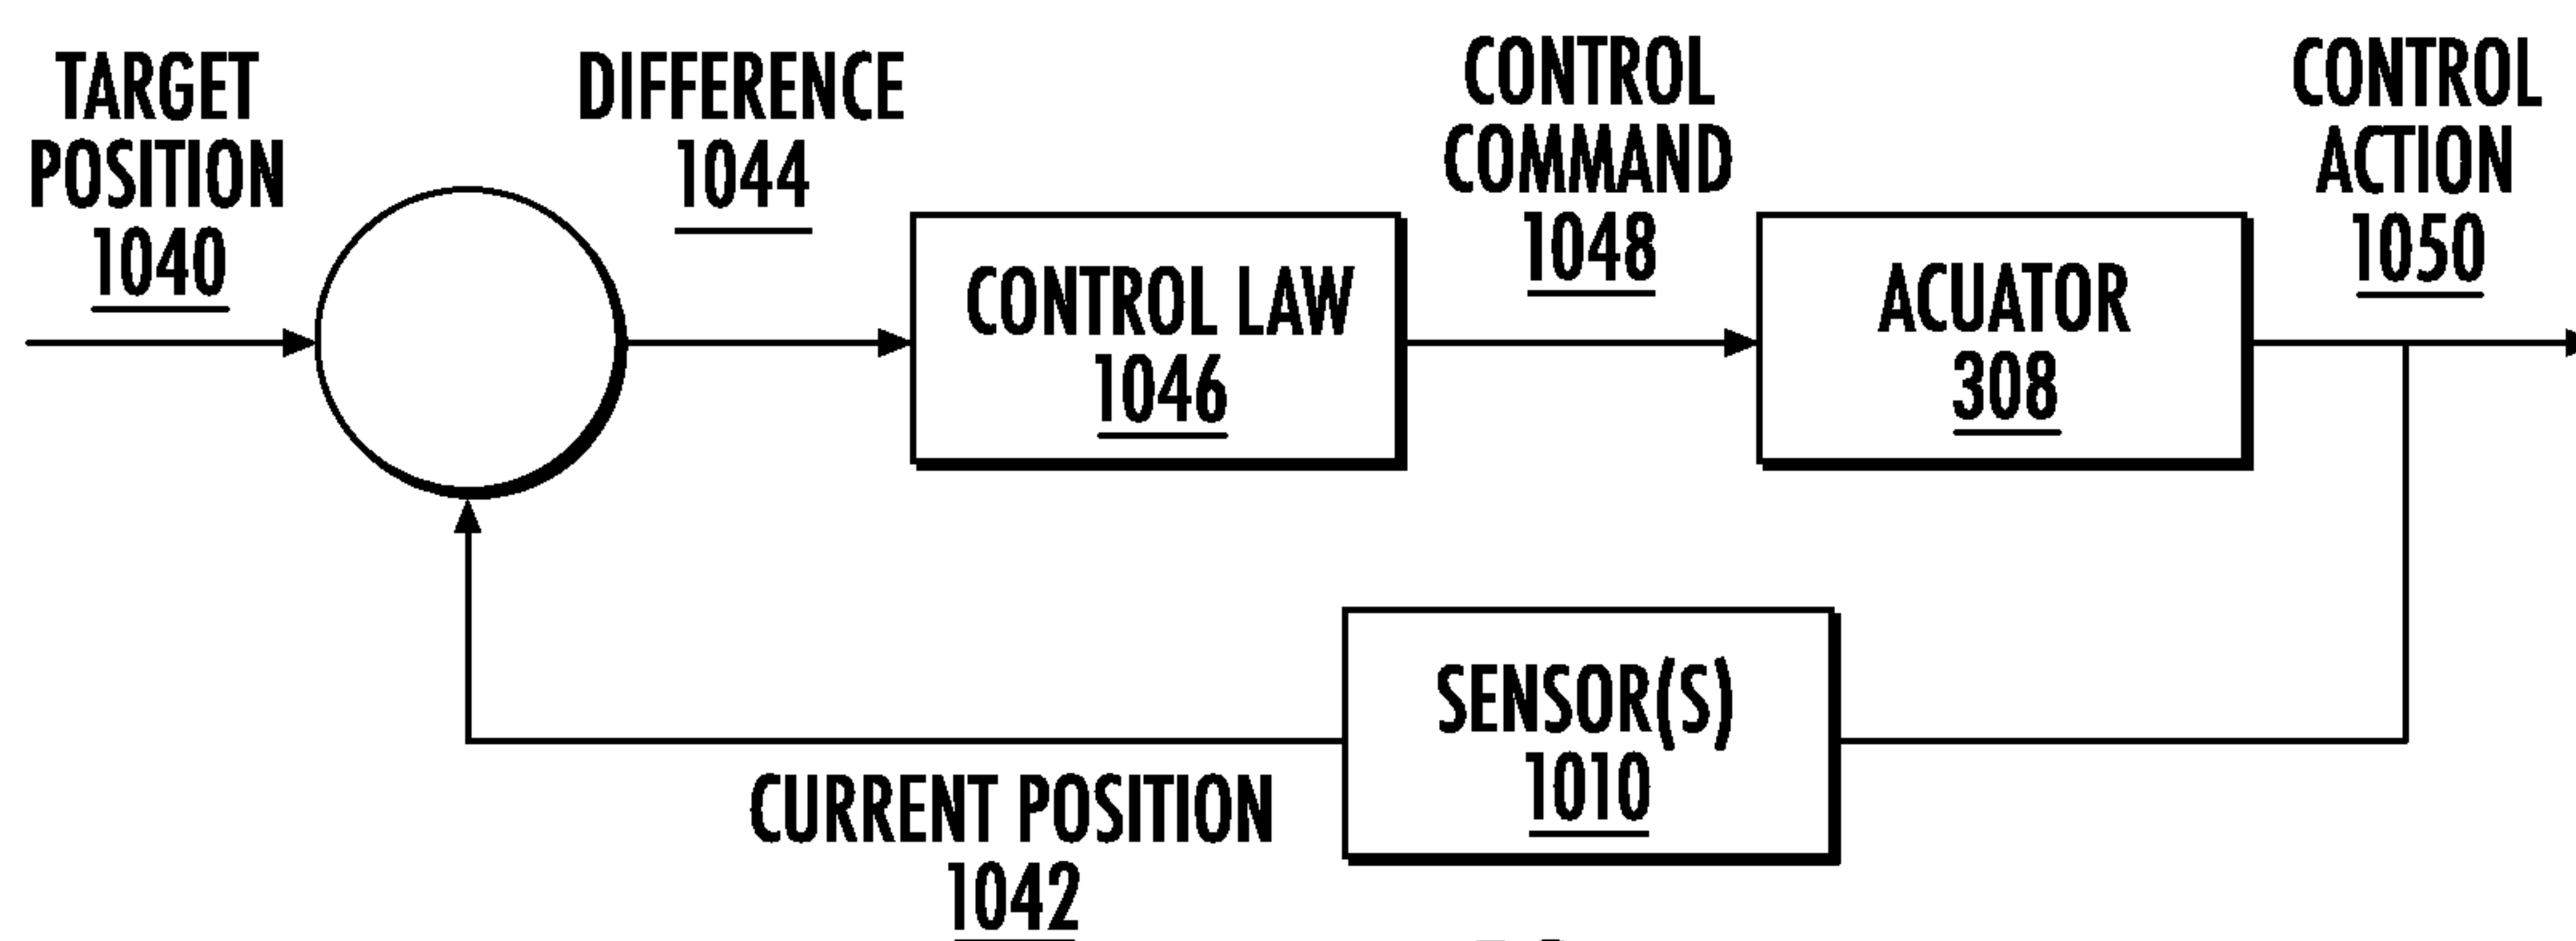 TARGET
POSITION
1040
DIFFERENCE
1044
CONTROL LAW
1046
CONTROL
COMMAND
1048
ACUATOR
308
CONTROL
ACTION
1050
SENSOR(S)
1010
CURRENT POSITION
1042